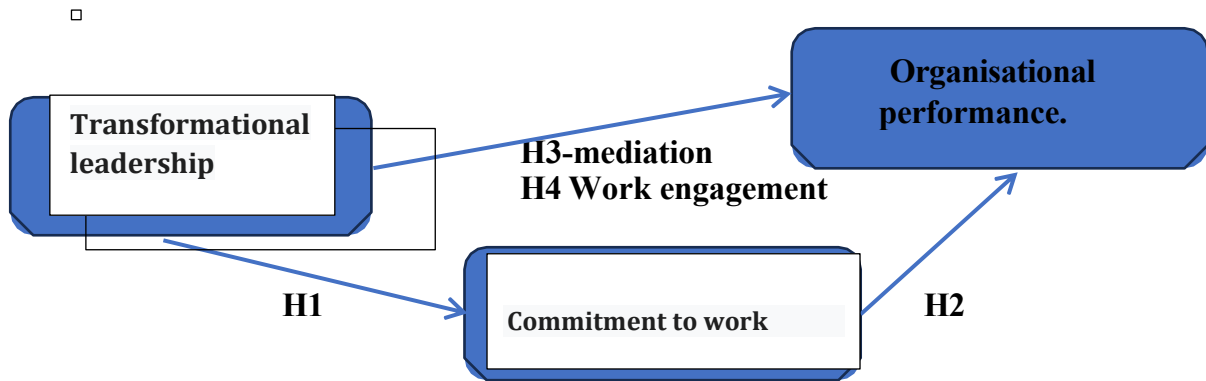 Organisational
performance.
Transformational
leadership
H3-mediation
H4 Work engagement
H1
Commitment to work
H2